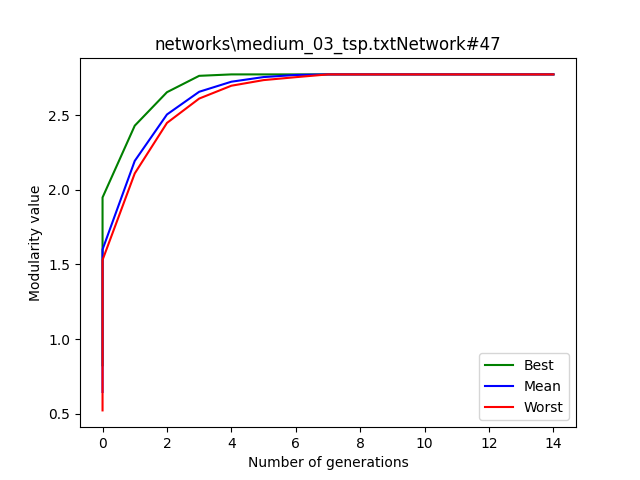 networks\medium_03_tsp.txtNetwork#47
Modularity value
2.5
2.0
1.5
1.0
0.5
0 2 4 6 8 10 12 14
Number of generations
Best
Mean
Worst